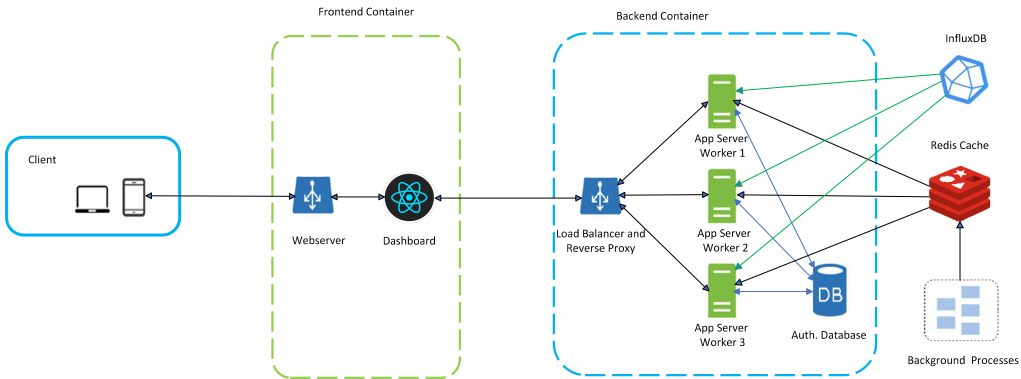 Frontend Container
Backend Container
InfluxDB
Client
App Server
Worker 1
Redis Cache
Webserver
Dashboard
Load Balancer and
Reverse Proxy
App Server
Worker 2
DB
App Server
Worker 3
Auth. Database
Background Processes